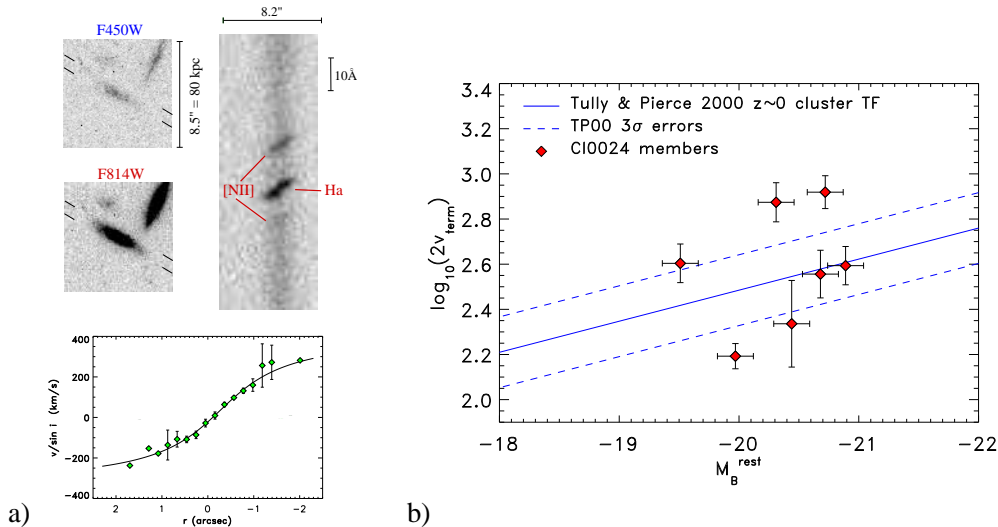 F450W
8.5" = 80 kpc
F814W
8.2"
10Å
[NII]
Ha
400
200
0
-200
-400
v/sin i (km/s)
2
1
0
-1
-2
r (arcsec)
a)
3.4
3.2
3.0
2.8
2.6
2.4
2.2
2.0
log10(2vterm)
Tully & Pierce 2000 z~0 cluster TF
TP00 3σ errors
Cl0024 members
−18
−19
−20
−21
−22
MBrest
b)